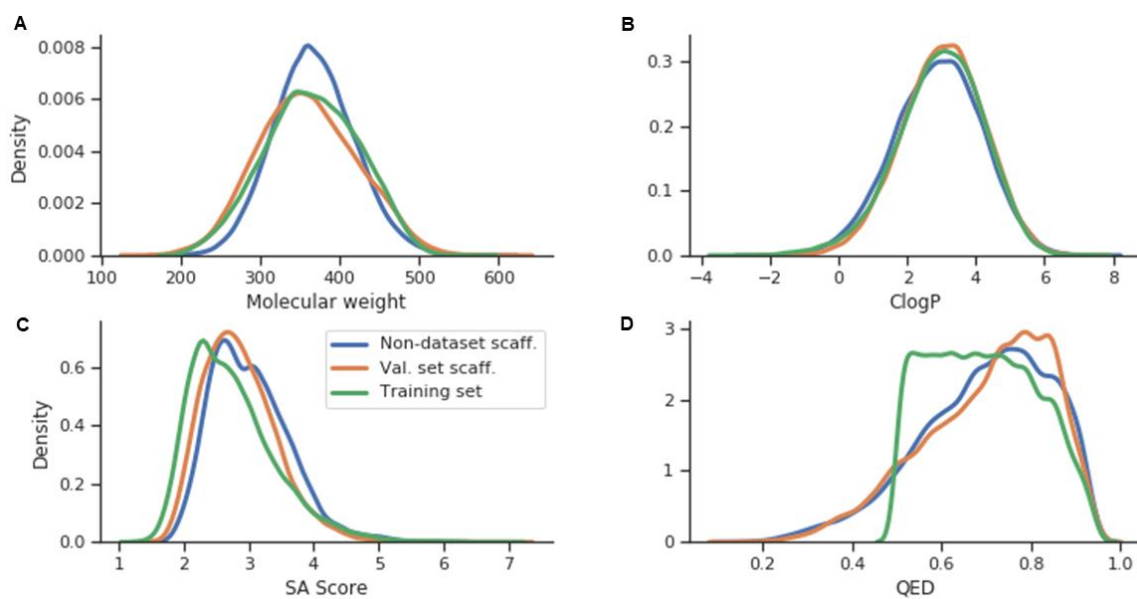 A
B
0.008
0.006
0.004
0.002
0.000
Density
100 200 300 400 500 600
Molecular weight
0.3
0.2
0.1
0.0
−4 −2 0 2 4 6 8
ClogP
C
D
0.6
0.4
0.2
0.0
Density
Non-dataset scaff.
Val. set scaff.
Training set
1 2 3 4 5 6 7
SA Score
3
2
1
0
0.2 0.4 0.6 0.8 1.0
QED